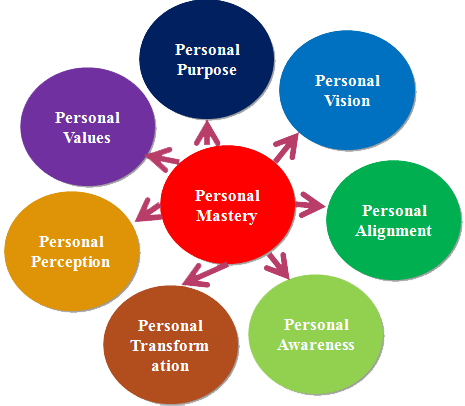 Personal
Purpose
Personal
Vision
Personal
Values
Personal
Mastery
Personal
Alignment
Personal
Perception
Personal
Transform
ation
Personal
Awareness